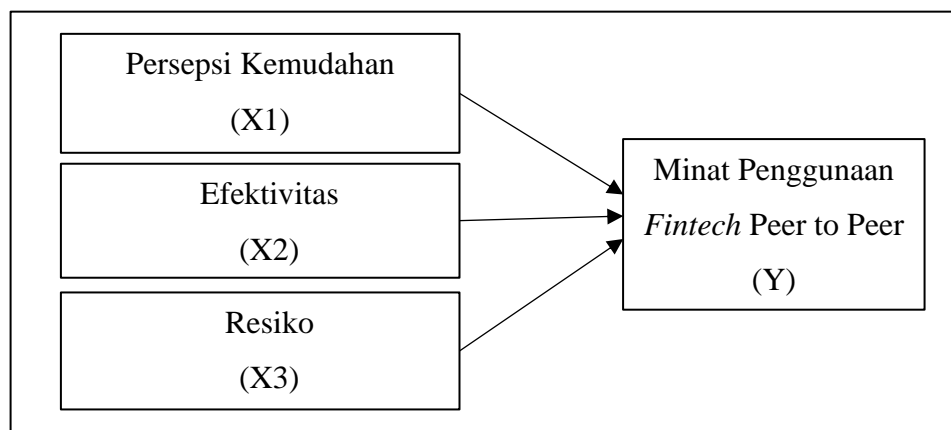 Persepsi Kemudahan
(X1)
Efektivitas
(X2)
Resiko
(X3)
Minat Penggunaan
Fintech Peer to Peer
(Y)